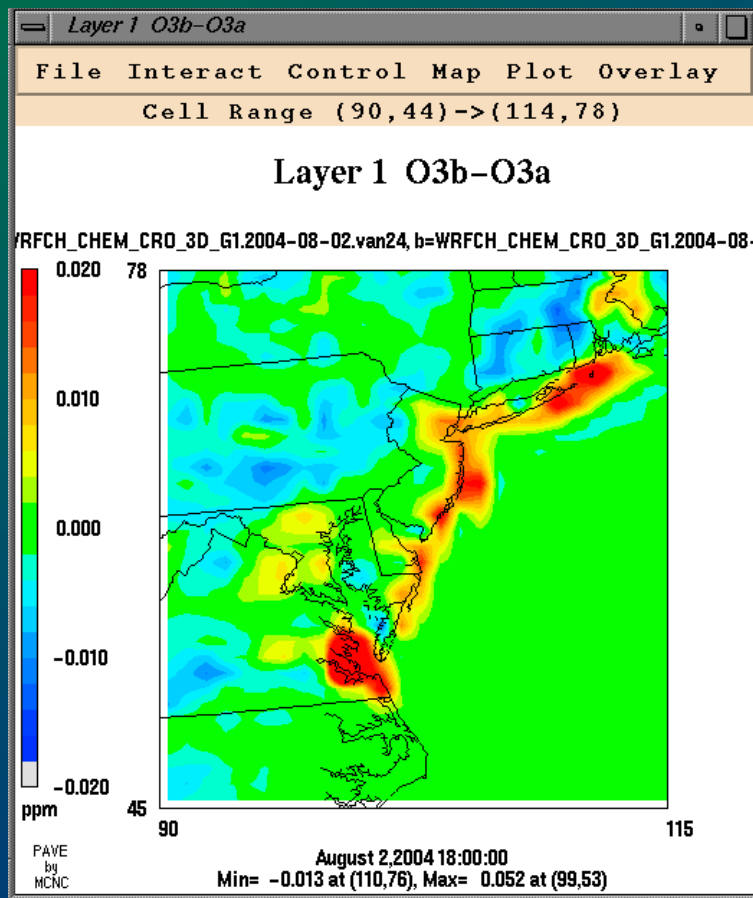 Layer 1 O3b-O3a
File Interact Control Map Plot Overlay
Cell Range (90,44)->(114,78)
Layer 1 O3b-O3a
WRFCH_CHEM_CRO_3D_G1.2004-08-02.van24, b=WRFCH_CHEM_CRO_3D_G1.2004-08-
0.020
0.010
0.000
-0.010
-0.020
ppm
78
45
90
115
PAVE
by
MCNC
August 2,2004 18:00:00
Min= -0.013 at (110,76), Max= 0.052 at (99,53)